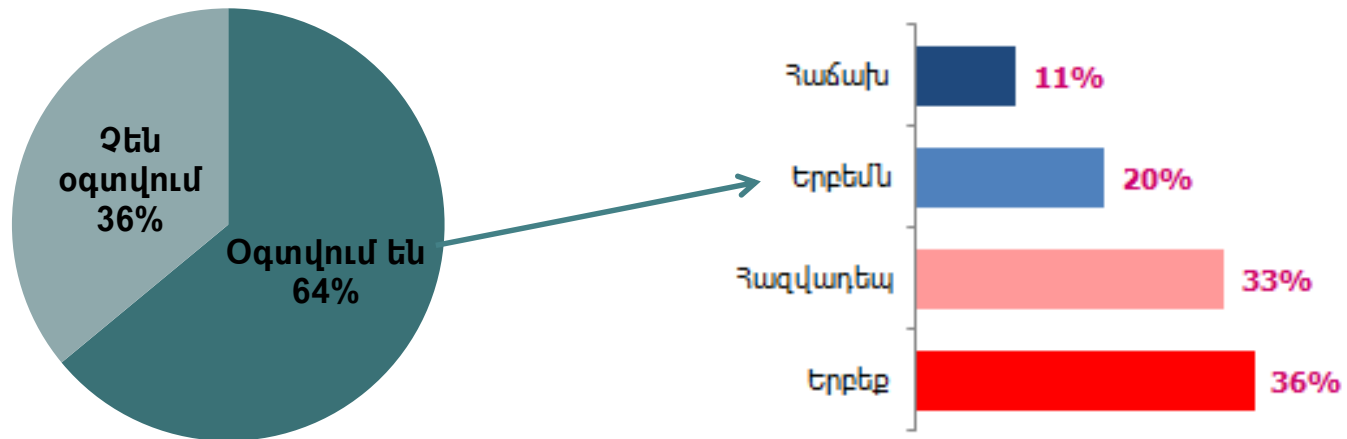 Չեն
օգտվում
36%
Օգտվում են
64%
Հաճախ
11%
Երբեմն
20%
Հազվադեպ
33%
Երբեք
36%